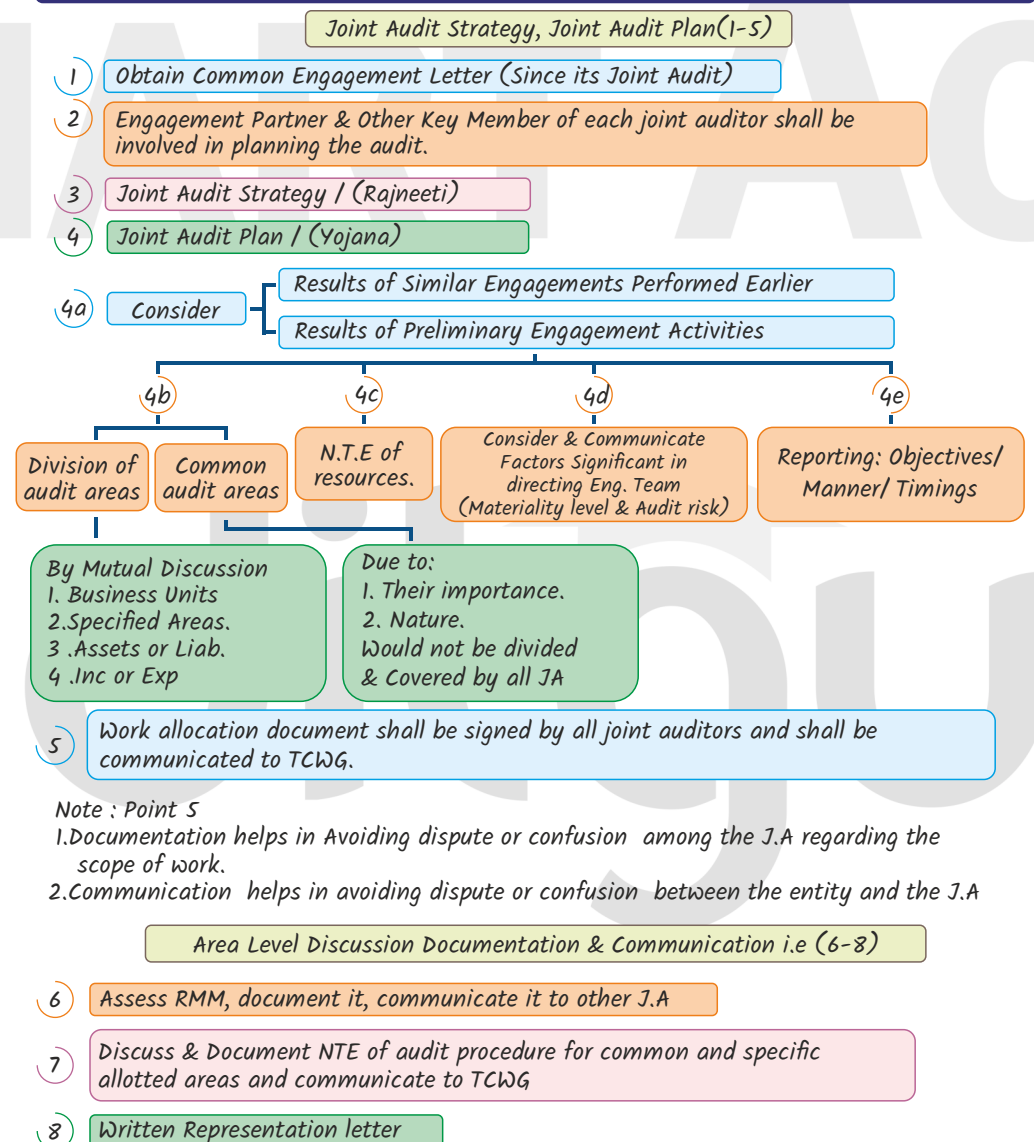 Joint Audit Strategy, Joint Audit Plan(1-5)
1 Obtain Common Engagement Letter (Since its Joint Audit)
2 Engagement Partner & Other Key Member of each joint auditor shall be
involved in planning the audit.
3 Joint Audit Strategy / (Rajneeti)
4 Joint Audit Plan / (Yojana)
4a Consider
Results of Similar Engagements Performed Earlier
Results of Preliminary Engagement Activities
4b
4c
4d
4e
Division of
audit areas
Common
audit areas
N.T.E of
resources.
Consider & Communicate
Factors Significant in
directing Eng. Team
(Materiality level & Audit risk)
Reporting: Objectives/
Manner/ Timings
By Mutual Discussion
1. Business Units
2.Specified Areas.
3 .Assets or Liab.
4 .Inc or Exp
Due to:
1. Their importance.
2. Nature.
Would not be divided
& Covered by all JA
5 Work allocation document shall be signed by all joint auditors and shall be
communicated to TCWG.
Note : Point 5
1.Documentation helps in Avoiding dispute or confusion among the J.A regarding the
scope of work.
2.Communication helps in avoiding dispute or confusion between the entity and the J.A
Area Level Discussion Documentation & Communication i.e (6-8)
6 Assess RMM, document it, communicate it to other J.A
7 Discuss & Document NTE of audit procedure for common and specific
allotted areas and communicate to TCWG
8 Written Representation letter